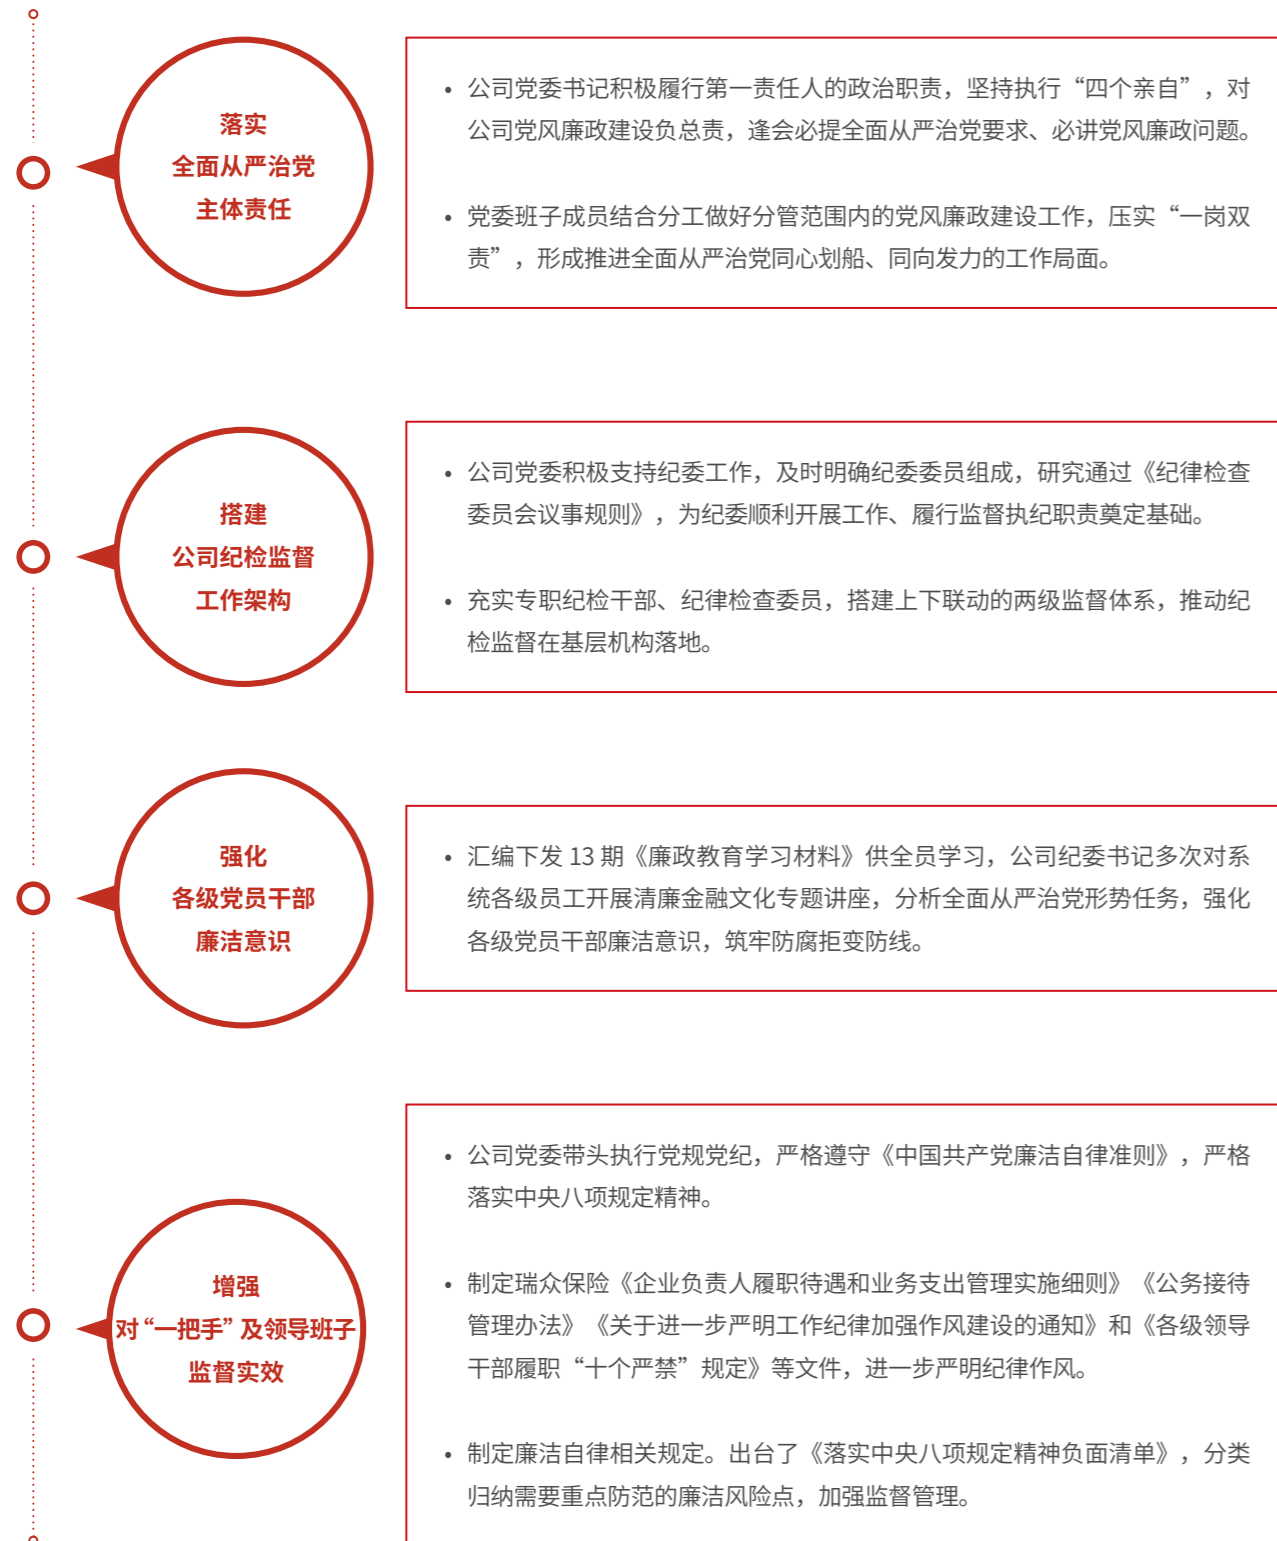 落实
全面从严治党
主体责任
• 公司党委书记积极履行第一责任人的政治职责，坚持执行“四个亲自”，对
公司党风廉政建设负总责，逢会必提全面从严治党要求、必讲党风廉政问题。
• 党委班子成员结合分工做好分管范围内的党风廉政建设工作，压实“一岗双
责”，形成推进全面从严治党同心划船、同向发力的工作局面。
搭建
公司纪检监督
工作架构
• 公司党委积极支持纪委工作，及时明确纪委委员组成，研究通过《纪律检查
委员会议事规则》，为纪委顺利开展工作、履行监督执纪职责奠定基础。
• 充实专职纪检干部、纪律检查委员，搭建上下联动的两级监督体系，推动纪
检监督在基层机构落地。
强化
各级党员干部
廉洁意识
• 汇编下发 13 期《廉政教育学习材料》供全员学习，公司纪委书记多次对系
统各级员工开展清廉金融文化专题讲座，分析全面从严治党形势任务，强化
各级党员干部廉洁意识，筑牢防腐拒变防线。
增强
对“一把手”及领导班子
监督实效
• 公司党委带头执行党规党纪，严格遵守《中国共产党廉洁自律准则》，严格
落实中央八项规定精神。
• 制定瑞众保险《企业负责人履职待遇和业务支出管理实施细则》《公务接待
管理办法》《关于进一步严明工作纪律加强作风建设的通知》和《各级领导
干部履职“十个严禁”规定》等文件，进一步严明纪律作风。
• 制定廉洁自律相关规定。出台了《落实中央八项规定精神负面清单》，分类
归纳需要重点防范的廉洁风险点，加强监督管理。